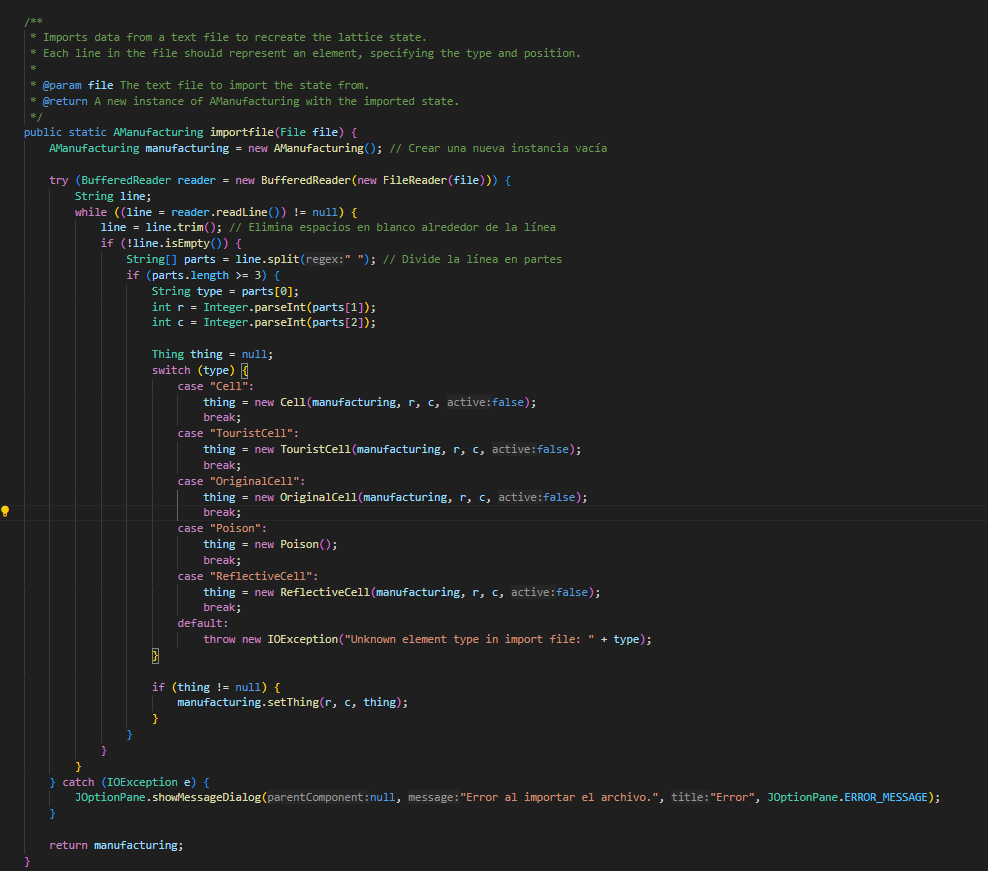 /**
 * Imports data from a text file to recreate the lattice state.
 * Each line in the file should represent an element, specifying the type and position.
 *
 * @param file The text file to import the state from.
 * @return A new instance of AManufacturing with the imported state.
 */
public static AManufacturing importfile(File file) {
    AManufacturing manufacturing = new AManufacturing(); // Crear una nueva instancia vacía

    try (BufferedReader reader = new BufferedReader(new FileReader(file))) {
        String line;
        while ((line = reader.readLine()) != null) {
            line = line.trim(); // Elimina espacios en blanco alrededor de la línea
            if (!line.isEmpty()) {
                String[] parts = line.split(regex:" "); // Divide la línea en partes
                if (parts.length >= 3) {
                    String type = parts[0];
                    int r = Integer.parseInt(parts[1]);
                    int c = Integer.parseInt(parts[2]);

                    Thing thing = null;
                    switch (type) {
                        case "Cell":
                            thing = new Cell(manufacturing, r, c, active:false);
                            break;
                        case "TouristCell":
                            thing = new TouristCell(manufacturing, r, c, active:false);
                            break;
                        case "OriginalCell":
                            thing = new OriginalCell(manufacturing, r, c, active:false);
                            break;
                        case "Poison":
                            thing = new Poison();
                            break;
                        case "ReflectiveCell":
                            thing = new ReflectiveCell(manufacturing, r, c, active:false);
                            break;
                        default:
                            throw new IOException("Unknown element type in import file: " + type);
                    }

                    if (thing != null) {
                        manufacturing.setThing(r, c, thing);
                    }
                }
            }
        }
    } catch (IOException e) {
        JOptionPane.showMessageDialog(parentComponent:null, message:"Error al importar el archivo.", title:"Error", JOptionPane.ERROR_MESSAGE);
    }

    return manufacturing;
}